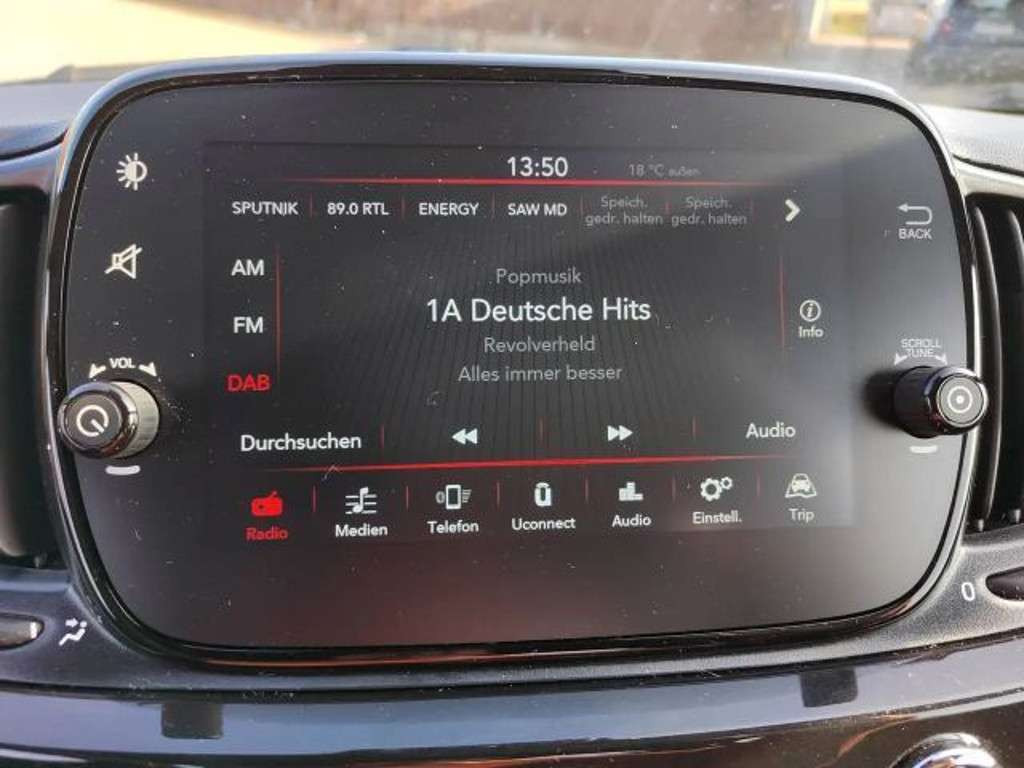 13:50 18 °C außen
SPUTNIK 89.0 RTL ENERGY SAW MD Speich. gedr. halten Speich. gedr. halten
BACK
AM
Popmusik
1A Deutsche Hits
FM
Info
Revolverheld
SCROLL
TUNE
VOL
DAB
Alles immer besser
Durchsuchen Audio
Radio Medien Telefon Uconnect Audio Einstell. Trip
0